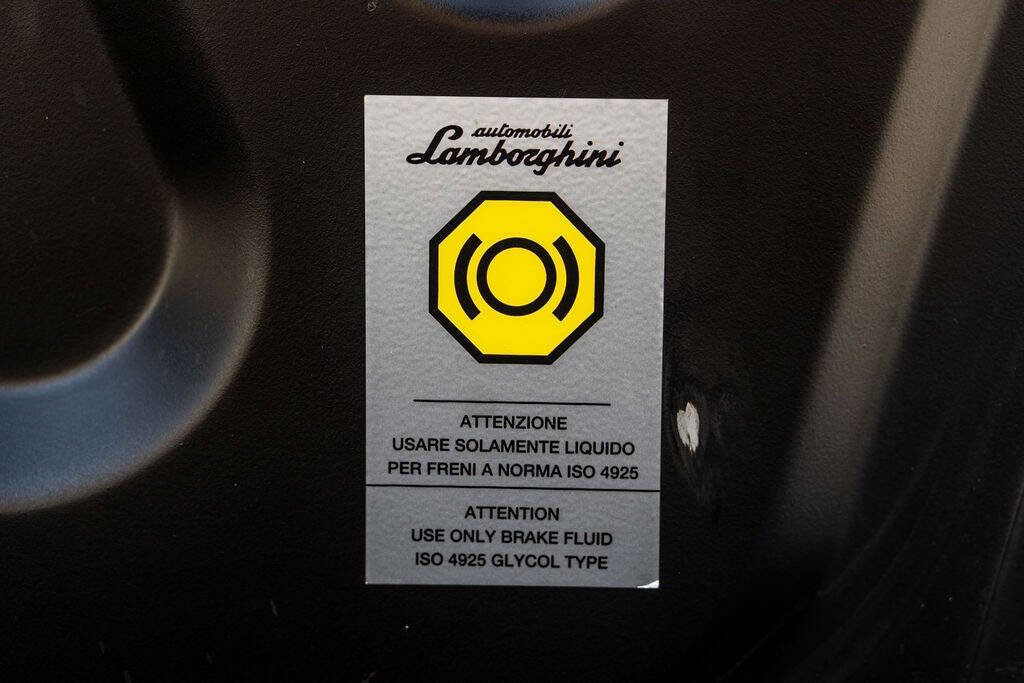 automobili
Lamborghini
ATTENZIONE
USARE SOLAMENTE LIQUIDO
PER FRENI A NORMA ISO 4925
ATTENTION
USE ONLY BRAKE FLUID
ISO 4925 GLYCOL TYPE